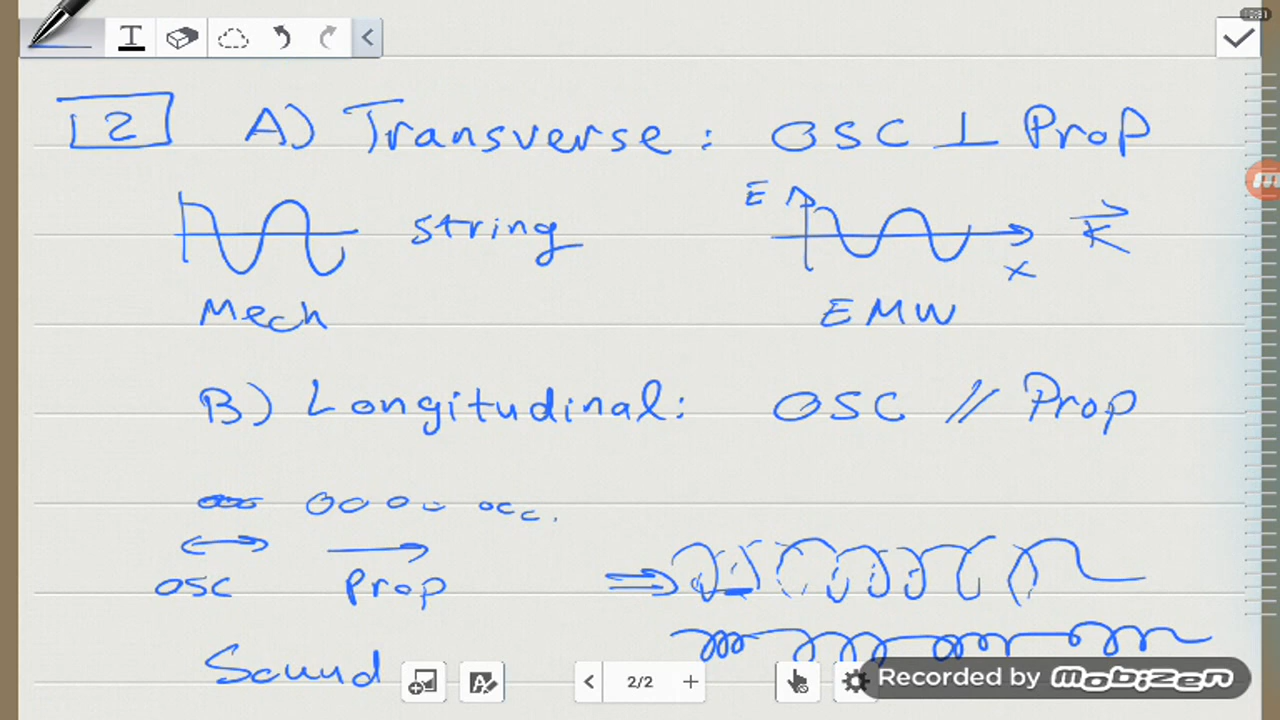 T
2 A) Transverse: OSC ⊥ Prop
E
string
K
x
Mech
EMW
B) Longitudinal: OSC // Prop
osc Prop
Sound
2/2
Recorded by mobizen